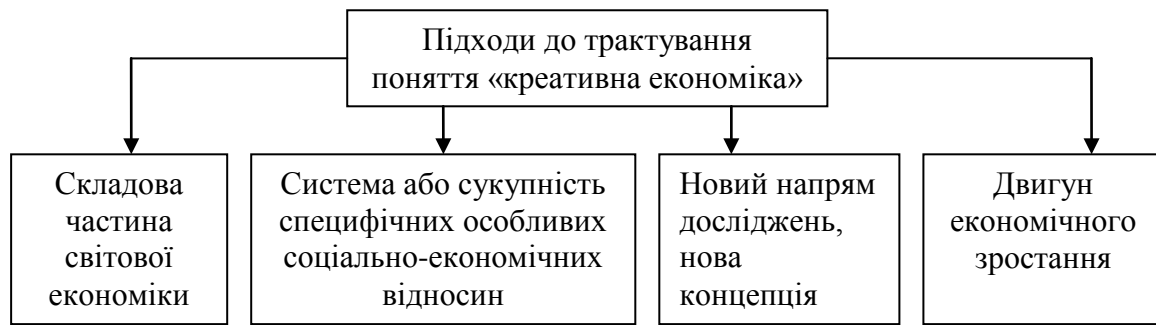 Підходи до трактування
поняття «креативна економіка»
Складова
частина
світової
економіки
Система або сукупність
специфічних особливих
соціально-економічних
відносин
Новий напрям
досліджень,
нова
концепція
Двигун
економічного
зростання